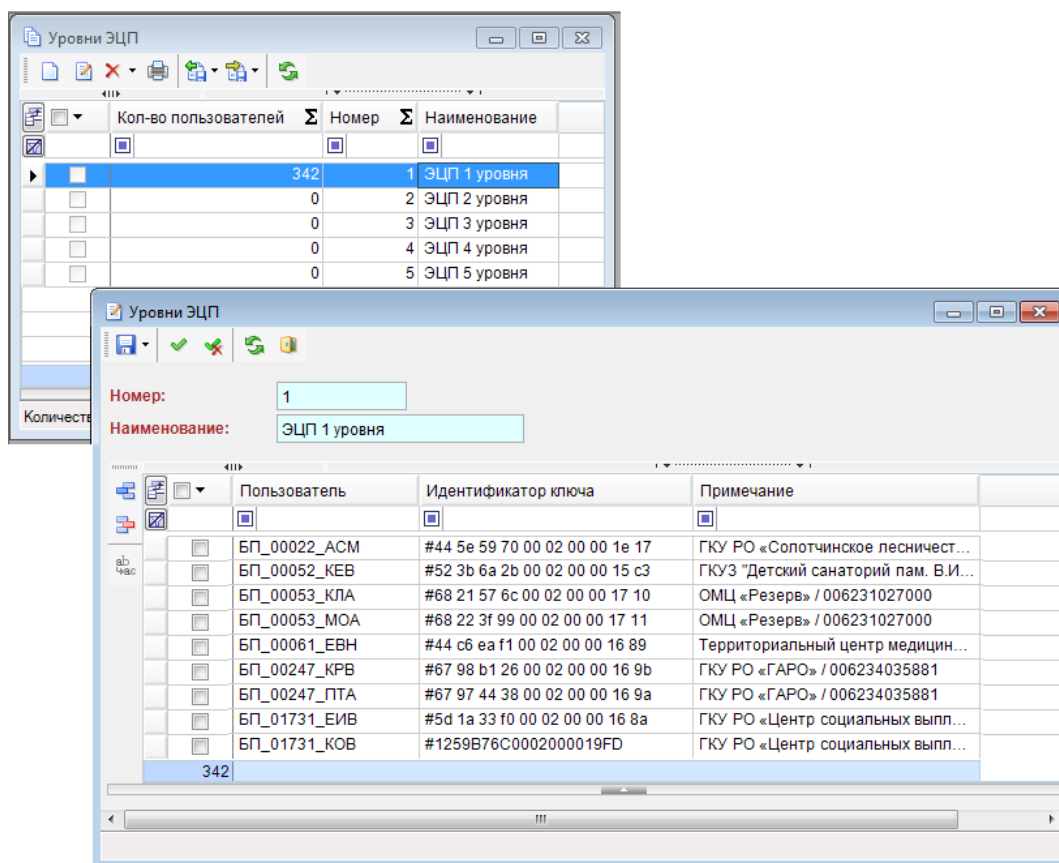 Уровни ЭЦП
Кол-во пользователей Σ Номер Σ Наименование
342 1 ЭЦП 1 уровня
0 2 ЭЦП 2 уровня
0 3 ЭЦП 3 уровня
0 4 ЭЦП 4 уровня
0 5 ЭЦП 5 уровня
Количеств
Уровни ЭЦП
Номер: 1
Наименование: ЭЦП 1 уровня
Пользователь Идентификатор ключа Примечание
ab
ac
БП_00022_АСМ #44 5e 59 70 00 02 00 00 1e 17 ГКУ РО «Солотчинское лесничест...
БП_00052_КЕВ #52 3b 6a 2b 00 02 00 00 15 c3 ГКУЗ "Детский санаторий пам. В.И...
БП_00053_КЛА #68 21 57 6c 00 02 00 00 17 10 ОМЦ «Резерв» / 006231027000
БП_00053_МОА #68 22 3f 99 00 02 00 00 17 11 ОМЦ «Резерв» / 006231027000
БП_00061_ЕВН #44 c6 ea f1 00 02 00 00 16 89 Территориальный центр медицин...
БП_00247_КРВ #67 98 b1 26 00 02 00 00 16 9b ГКУ РО «ГАРО» / 006234035881
БП_00247_ПТА #67 97 44 38 00 02 00 00 16 9a ГКУ РО «ГАРО» / 006234035881
БП_01731_ЕИВ #5d 1a 33 f0 00 02 00 00 16 8a ГКУ РО «Центр социальных выпл...
БП_01731_КОВ #1259B76C0002000019FD ГКУ РО «Центр социальных выпл...
342